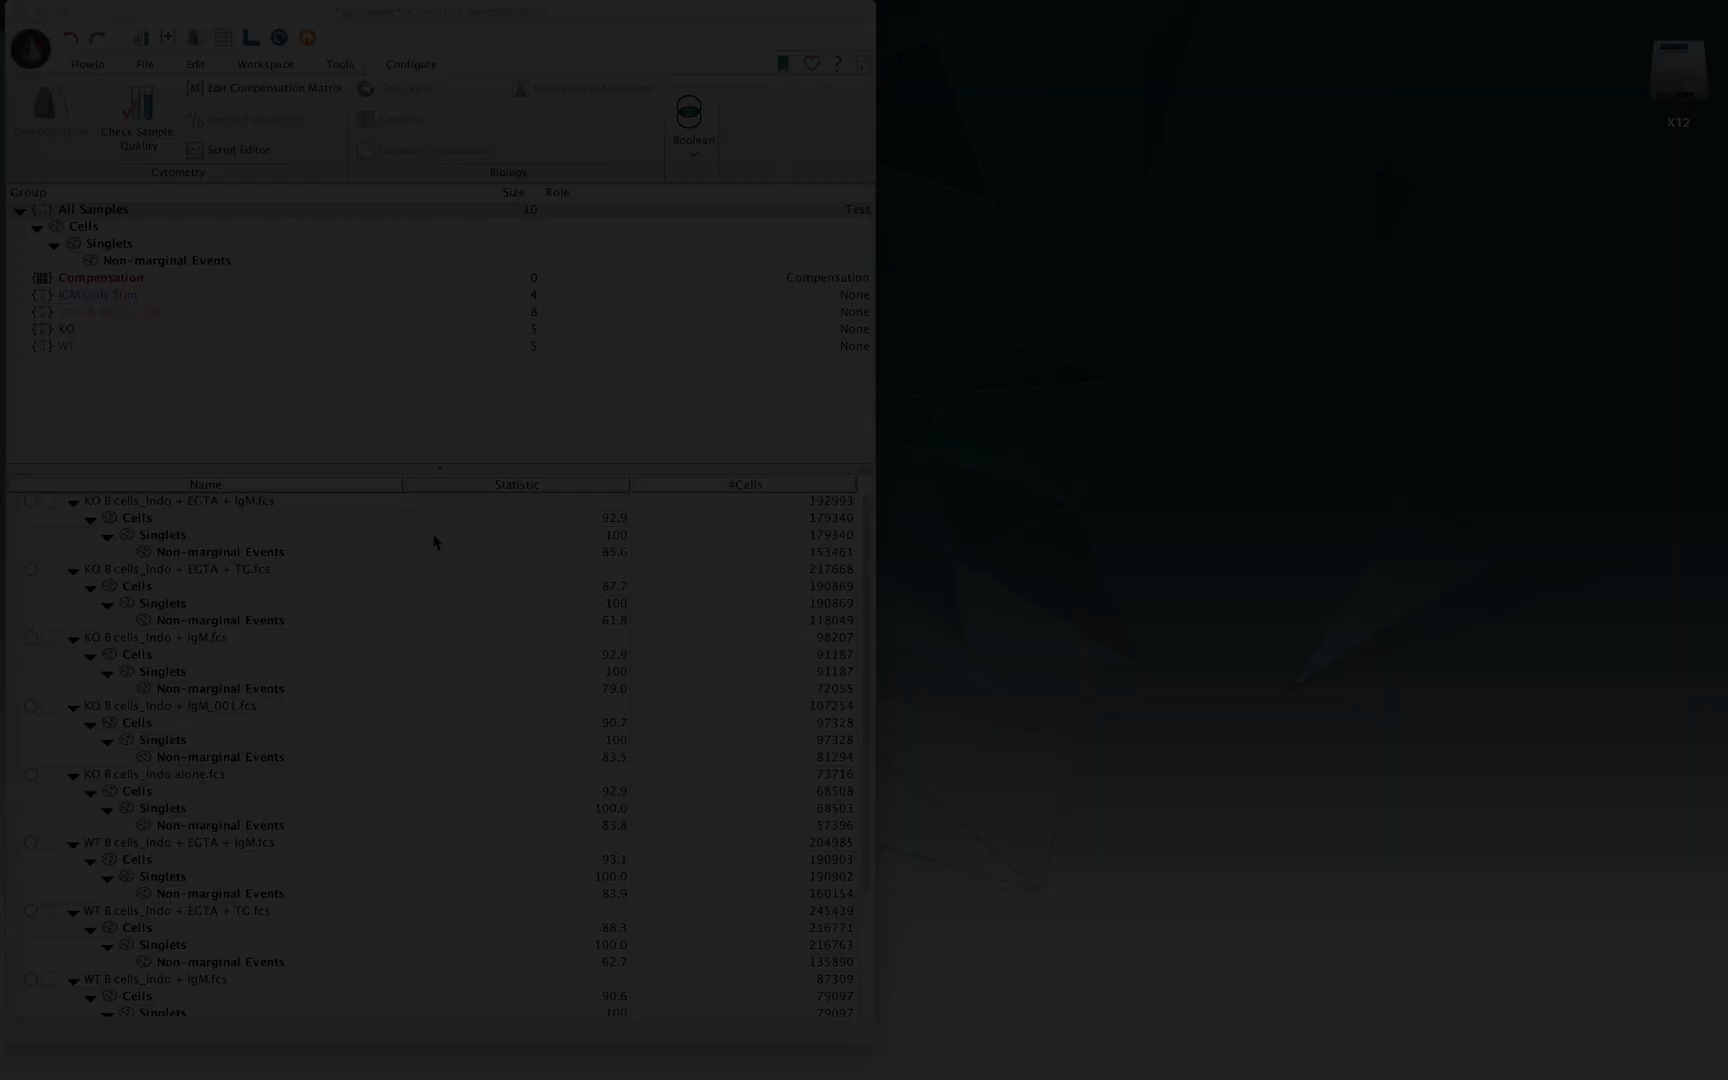 FlowJo File Edit Workspace Tools Configure
Edit Compensation Matrix
Check Sample
Quality
Script Editor
Boolean
Cytometry Biology
Group Size Role
All Samples 10 Test
Cells
Singlets
Non-marginal Events
Compensation 0 Compensation
IGM Only Stim 4 None
8 None
KO 5 None
WT 5 None
Name Statistic #Cells
KO B cells_Indo + EGTA + IgM.fcs 192993
Cells 92.9 179340
Singlets 100 179340
Non-marginal Events 85.6 153461
KO B cells_Indo + EGTA + TG.fcs 217668
Cells 87.7 190869
Singlets 100 190869
Non-marginal Events 61.8 118049
KO B cells_Indo + IgM.fcs 98207
Cells 92.9 91187
Singlets 100 91187
Non-marginal Events 79.0 72055
KO B cells_Indo + IgM_001.fcs 107254
Cells 90.7 97328
Singlets 100 97328
Non-marginal Events 83.5 81294
KO B cells_Indo alone.fcs 73716
Cells 92.9 68508
Singlets 100.0 68503
Non-marginal Events 83.8 57396
WT B cells_Indo + EGTA + IgM.fcs 204985
Cells 93.1 190903
Singlets 100.0 190902
Non-marginal Events 83.9 160154
WT B cells_Indo + EGTA + TG.fcs 245439
Cells 88.3 216771
Singlets 100.0 216763
Non-marginal Events 62.7 135890
WT B cells_Indo + IgM.fcs 87309
Cells 90.6 79097
Singlets 100 79097
X12